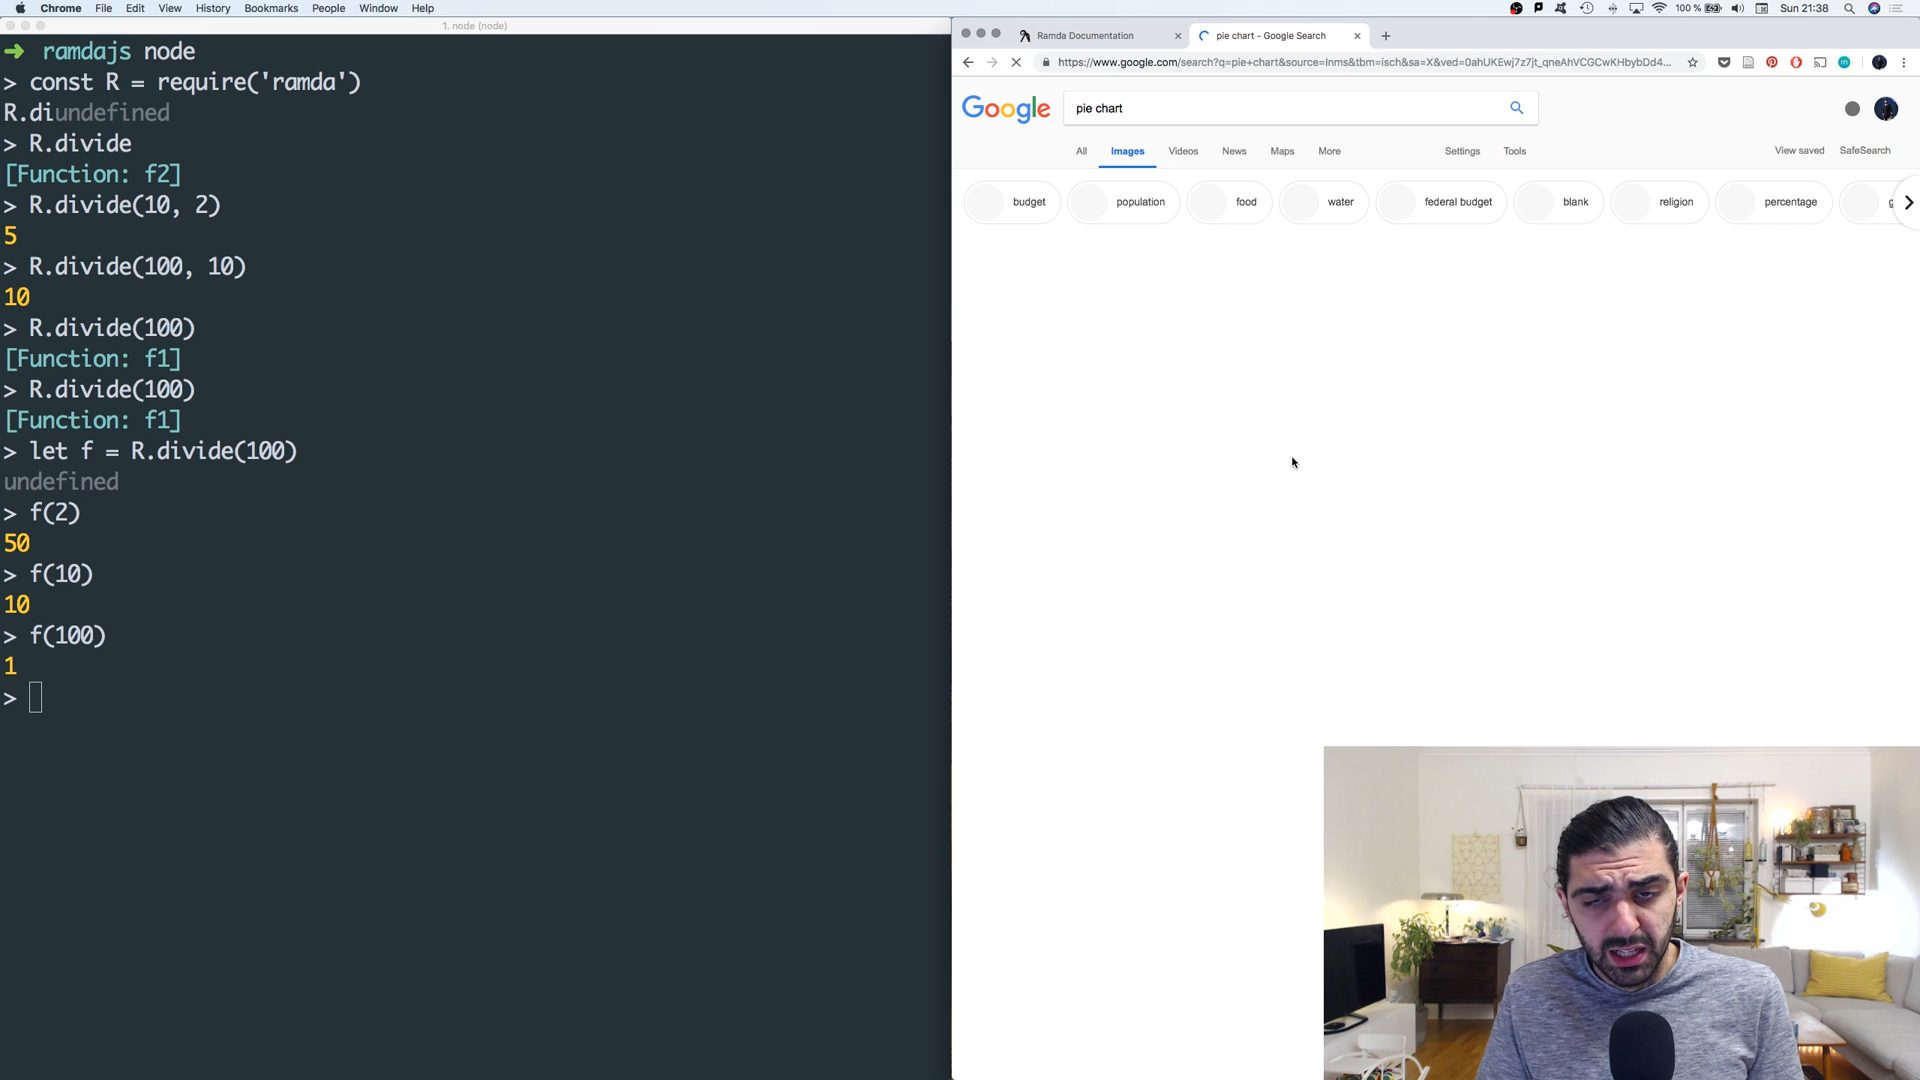 Chrome File Edit View History Bookmarks People Window Help
100 % Sun 21:38
1. node (node)
ramdajs node
> const R = require('ramda')
R.diundefined
> R.divide
[Function: f2]
> R.divide(10, 2)
5
> R.divide(100, 10)
10
> R.divide(100)
[Function: f1]
> R.divide(100)
[Function: f1]
> let f = R.divide(100)
undefined
> f(2)
50
> f(10)
10
> f(100)
1
>
Ramda Documentation
pie chart - Google Search
https://www.google.com/search?q=pie+chart&source=lnms&tbm=isch&sa=X&ved=0ahUKEwj7z7jt_qneAhVCGCwKHbybDd4...
Google
pie chart
All Images Videos News Maps More Settings Tools View saved SafeSearch
budget population food water federal budget blank religion percentage